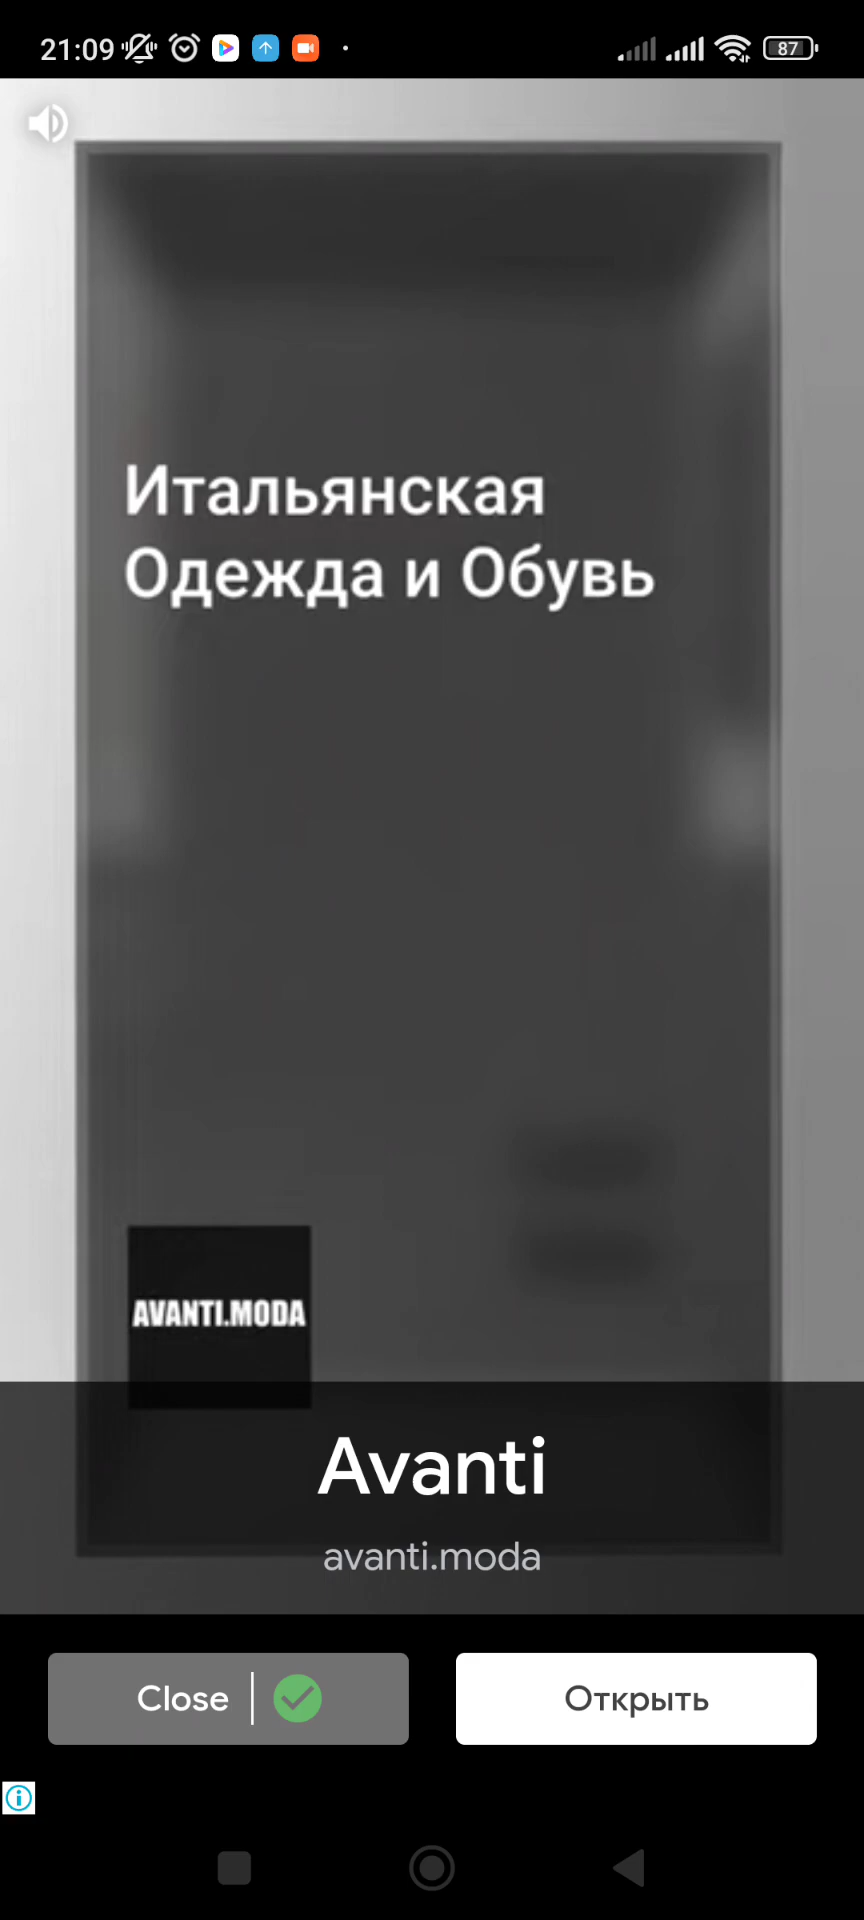 21:09
87
Итальянская
Одежда и Обувь
AVANTI.MODA
Avanti
avanti.moda
Close
Открыть